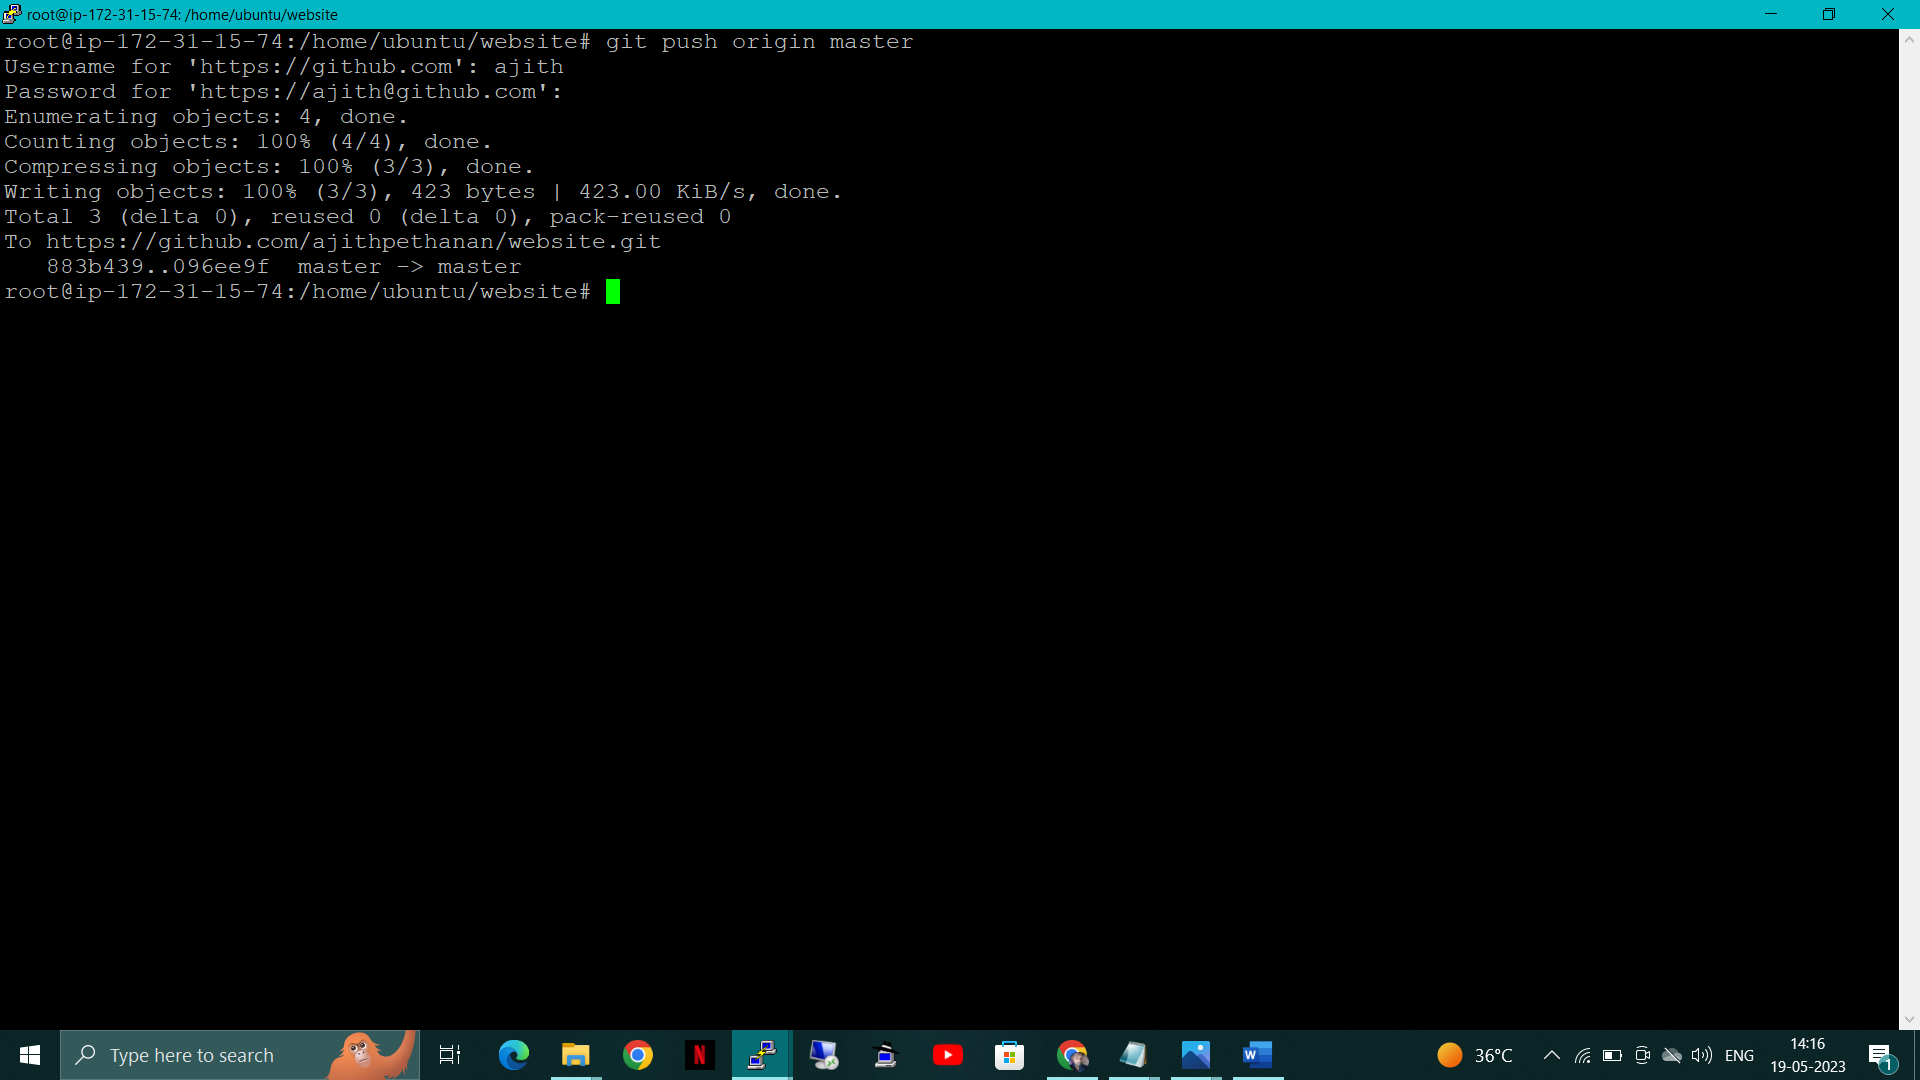 root@ip-172-31-15-74: /home/ubuntu/website
root@ip-172-31-15-74:/home/ubuntu/website# git push origin master
Username for 'https://github.com': ajith
Password for 'https://ajith@github.com':
Enumerating objects: 4, done.
Counting objects: 100% (4/4), done.
Compressing objects: 100% (3/3), done.
Writing objects: 100% (3/3), 423 bytes | 423.00 KiB/s, done.
Total 3 (delta 0), reused 0 (delta 0), pack-reused 0
To https://github.com/ajithpethanan/website.git
   883b439..096ee9f  master -> master
root@ip-172-31-15-74:/home/ubuntu/website#
Type here to search
N
W
36°C
ENG
14:16
19-05-2023
1